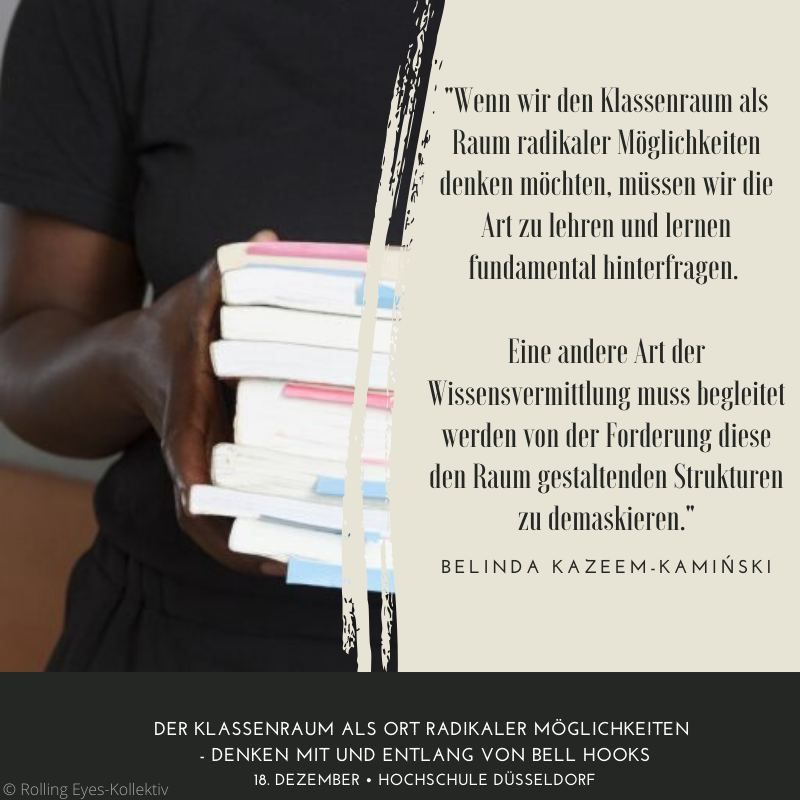 "Wenn wir den Klassenraum als
Raum radikaler Möglichkeiten
denken möchten, müssen wir die
Art zu lehren und lernen
fundamental hinterfragen.
Eine andere Art der
Wissensvermittlung muss begleitet
werden von der Forderung diese
den Raum gestaltenden Strukturen
zu demaskieren."
BELINDA KAZEEM-KAMIŃSKI
DER KLASSENRAUM ALS ORT RADIKALER MÖGLICHKEITEN
- DENKEN MIT UND ENTLANG VON BELL HOOKS
18. DEZEMBER • HOCHSCHULE DÜSSELDORF
© Rolling Eyes-Kollektiv